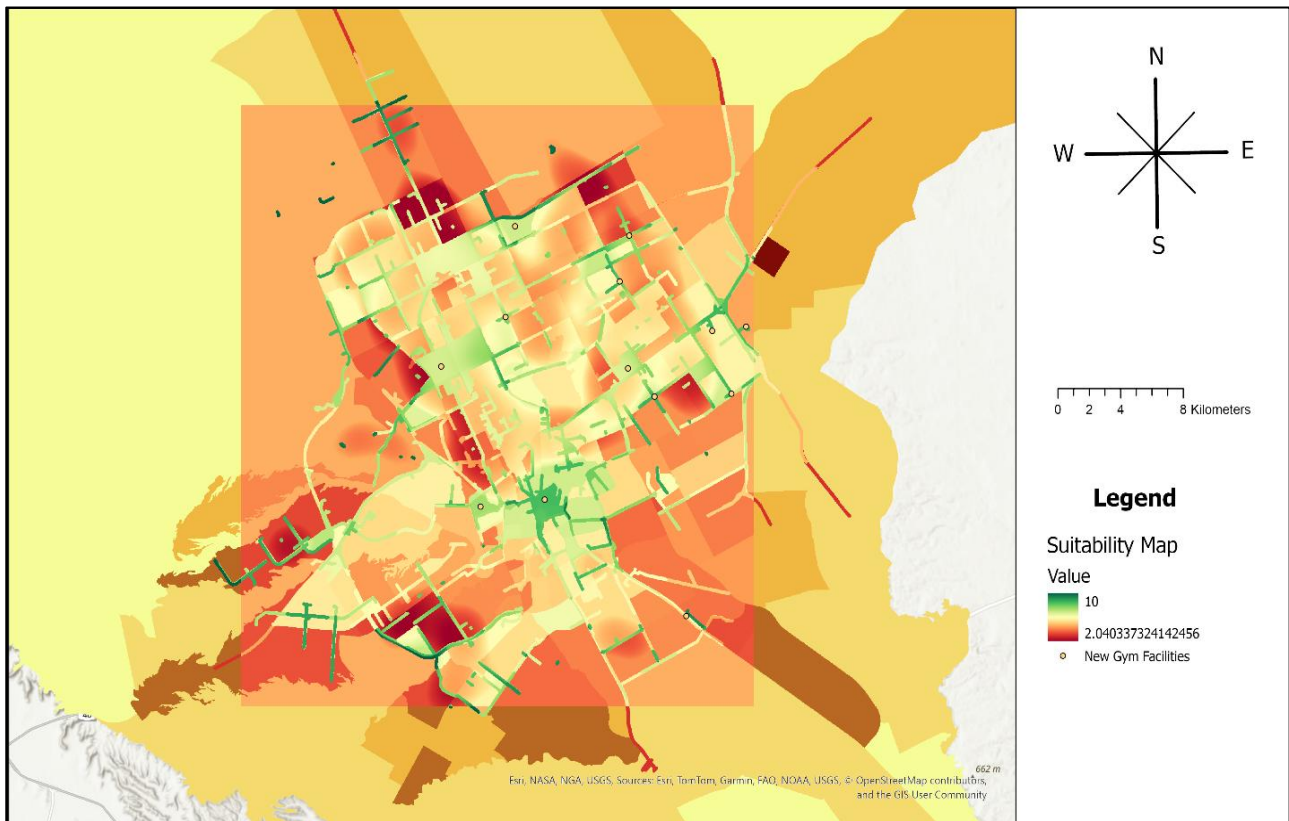 N
W E
S
0 2 4 8 Kilometers
Legend
Suitability Map
Value
10
2.040337324142456
New Gym Facilities
662 m
Esri, NASA, NGA, USGS, Sources: Esri, TomTom, Garmin, FAO, NOAA, USGS, © OpenStreetMap contributors,
and the GIS User Community